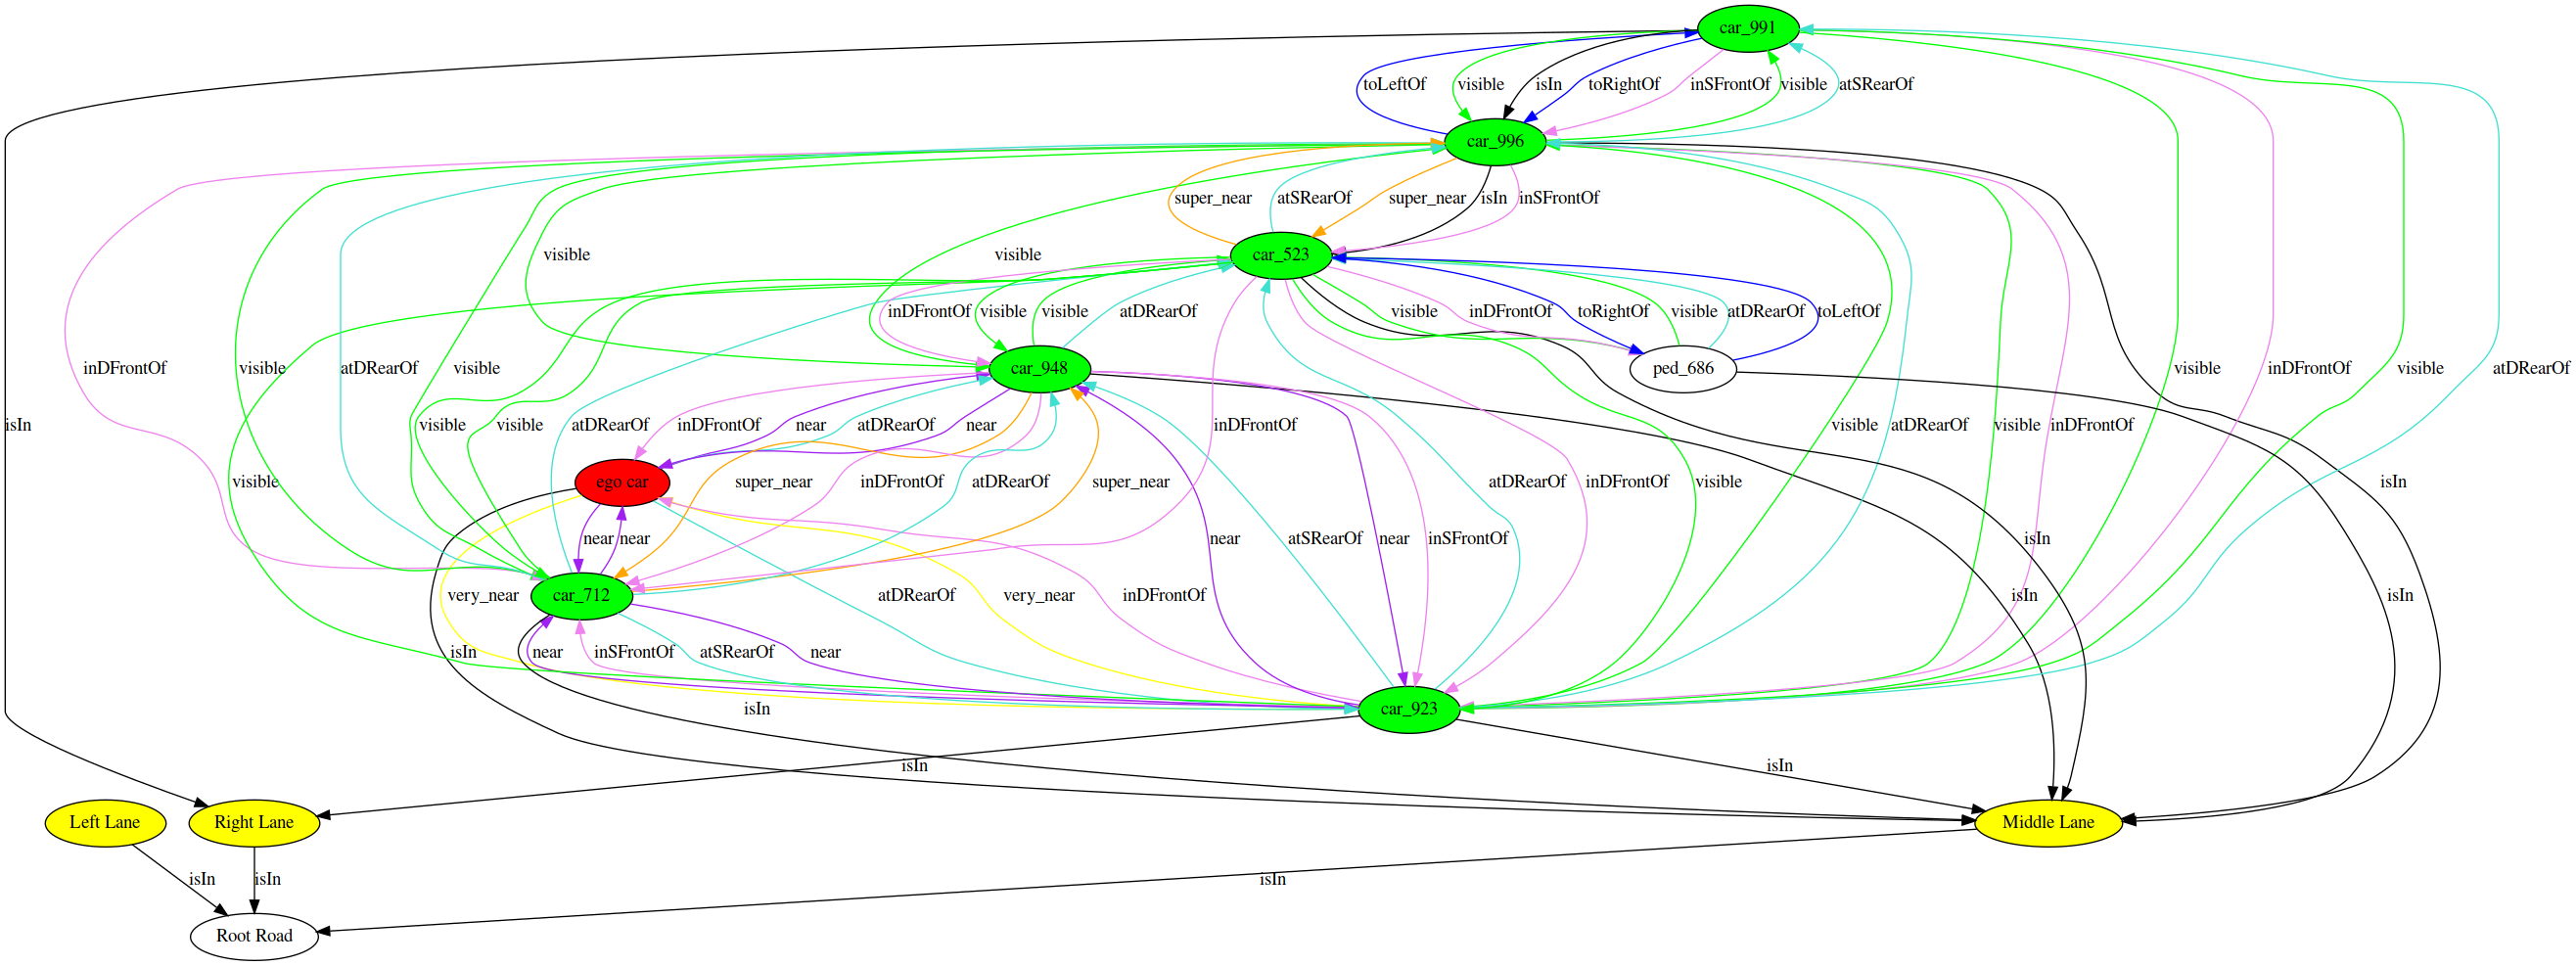 car_991
toLeftOf visible isIn toRightOf inSFrontOf visible atSRearOf
car_996
super_near atSRearOf super_near isIn inSFrontOf
visible visible car_523
inDFrontOf visible visible atDRearOf visible inDFrontOf toRightOf visible atDRearOf toLeftOf
inDFrontOf visible atDRearOf visible car_948 ped_686 visible inDFrontOf visible atDRearOf
isIn visible visible atDRearOf inDFrontOf near atDRearOf near inDFrontOf visible atDRearOf visible inDFrontOf
visible ego car super_near inDFrontOf atDRearOf super_near atDRearOf inDFrontOf visible isIn
near near near atSRearOf near inSFrontOf isIn
very_near car_712 atDRearOf very_near inDFrontOf isIn isIn
isIn near inSFrontOf atSRearOf near
isIn car_923
isIn isIn
Left Lane Right Lane Middle Lane
isIn isIn isIn
Root Road